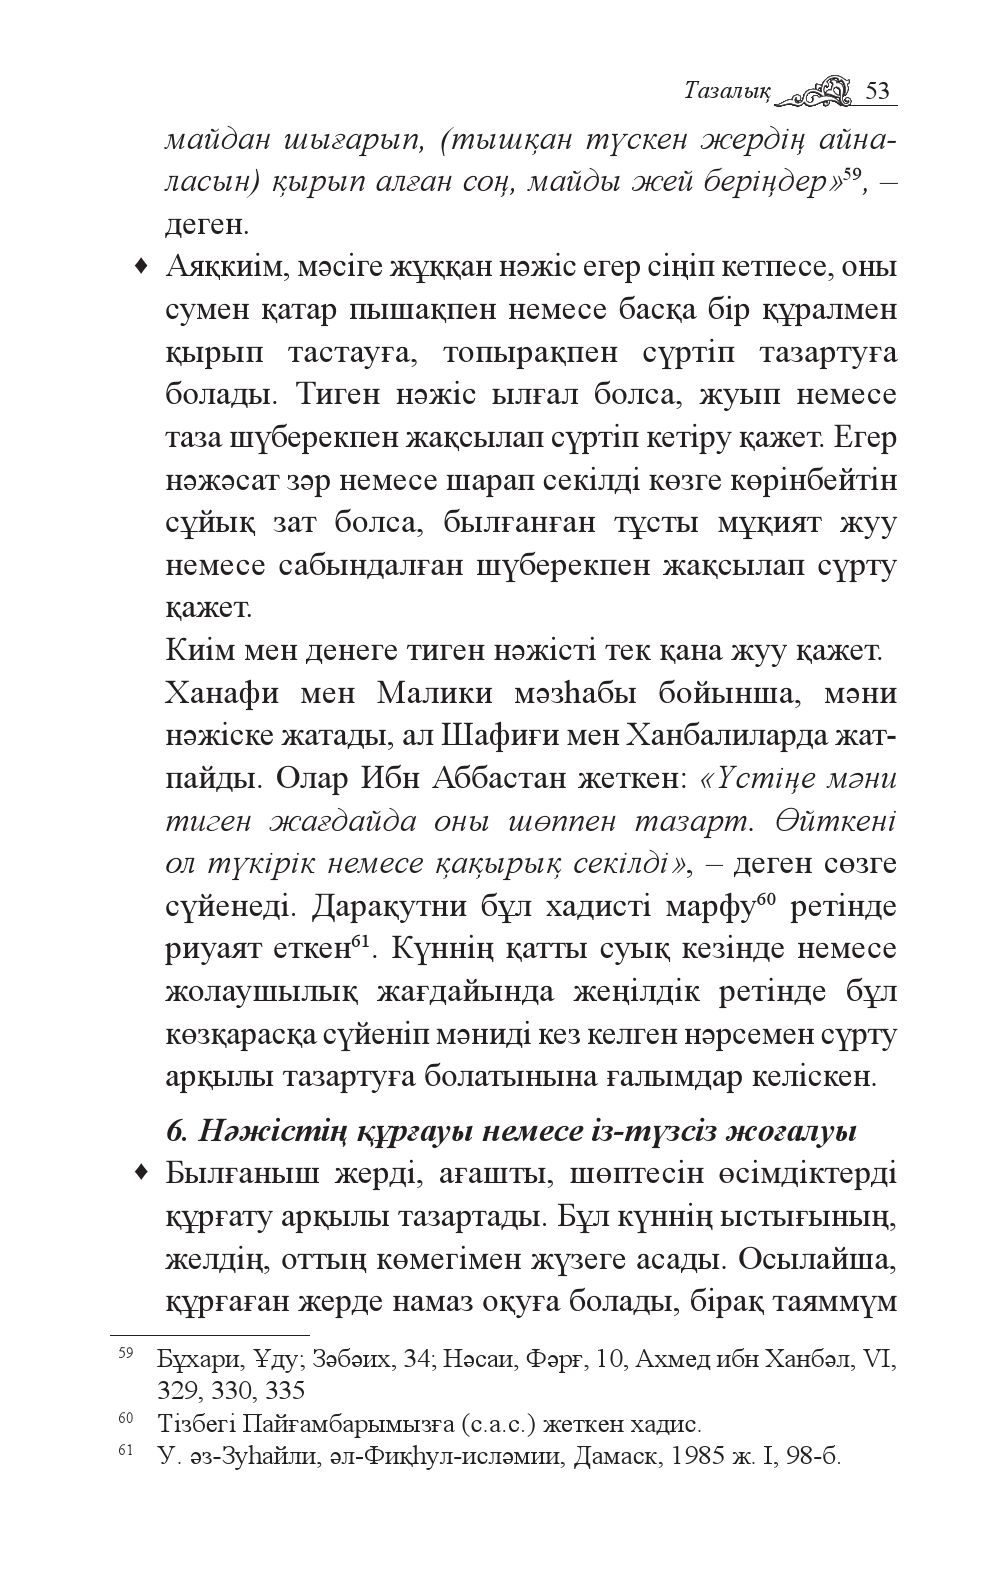 Тазалық 53
майдан шығарып, (тышқан түскен жердің айна-
ласын) қырып алған соң, майды жей беріңдер»⁵⁹, –
деген.
♦ Аяқкиім, мәсіге жұққан нәжіс егер сіңіп кетпесе, оны
сумен қатар пышақпен немесе басқа бір құралмен
қырып тастауға, топырақпен сүртіп тазартуға
болады. Тиген нәжіс ылғал болса, жуып немесе
таза шүберекпен жақсылап сүртіп кетіру қажет. Егер
нәжәсат зәр немесе шарап секілді көзге көрінбейтін
сұйық зат болса, былғанған тұсты мұқият жуу
немесе сабындалған шүберекпен жақсылап сүрту
қажет.
Киім мен денеге тиген нәжісті тек қана жуу қажет.
Ханафи мен Малики мәзһабы бойынша, мәни
нәжіске жатады, ал Шафиғи мен Ханбалиларда жат-
пайды. Олар Ибн Аббастан жеткен: «Үстіңе мәни
тиген жағдайда оны шөппен тазарт. Өйткені
ол түкірік немесе қақырық секілді», – деген сөзге
сүйенеді. Дарақутни бұл хадисті марфу⁶⁰ ретінде
риуаят еткен⁶¹. Күннің қатты суық кезінде немесе
жолаушылық жағдайында жеңілдік ретінде бұл
көзқарасқа сүйеніп мәниді кез келген нәрсемен сүрту
арқылы тазартуға болатынына ғалымдар келіскен.
6. Нәжістің құрғауы немесе із-түзсіз жоғалуы
♦ Былғаныш жерді, ағашты, шөптесін өсімдіктерді
құрғату арқылы тазартады. Бұл күннің ыстығының,
желдің, оттың көмегімен жүзеге асады. Осылайша,
құрғаған жерде намаз оқуға болады, бірақ таяммүм
⁵⁹ Бұхари, Ұду; Зәбәих, 34; Нәсаи, Фәрғ, 10, Ахмед ибн Ханбәл, VI,
329, 330, 335
⁶⁰ Тізбегі Пайғамбарымызға (с.а.с.) жеткен хадис.
⁶¹ У. әз-Зуһайли, әл-Фиқһул-исләмии, Дамаск, 1985 ж. I, 98-б.